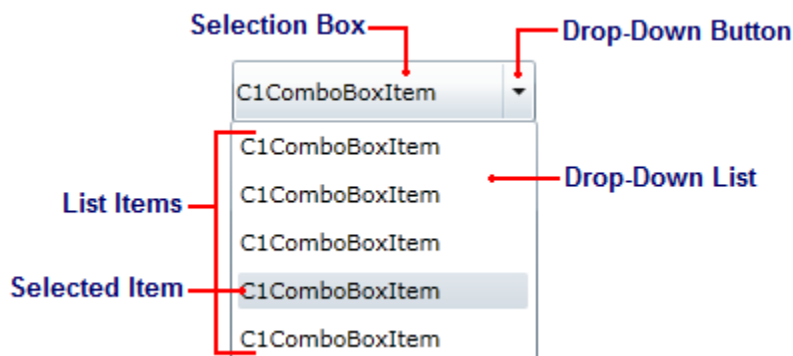 Selection Box
Drop-Down Button
C1ComboBoxItem
C1ComboBoxItem
Drop-Down List
C1ComboBoxItem
List Items
C1ComboBoxItem
Selected Item
C1ComboBoxItem
C1ComboBoxItem